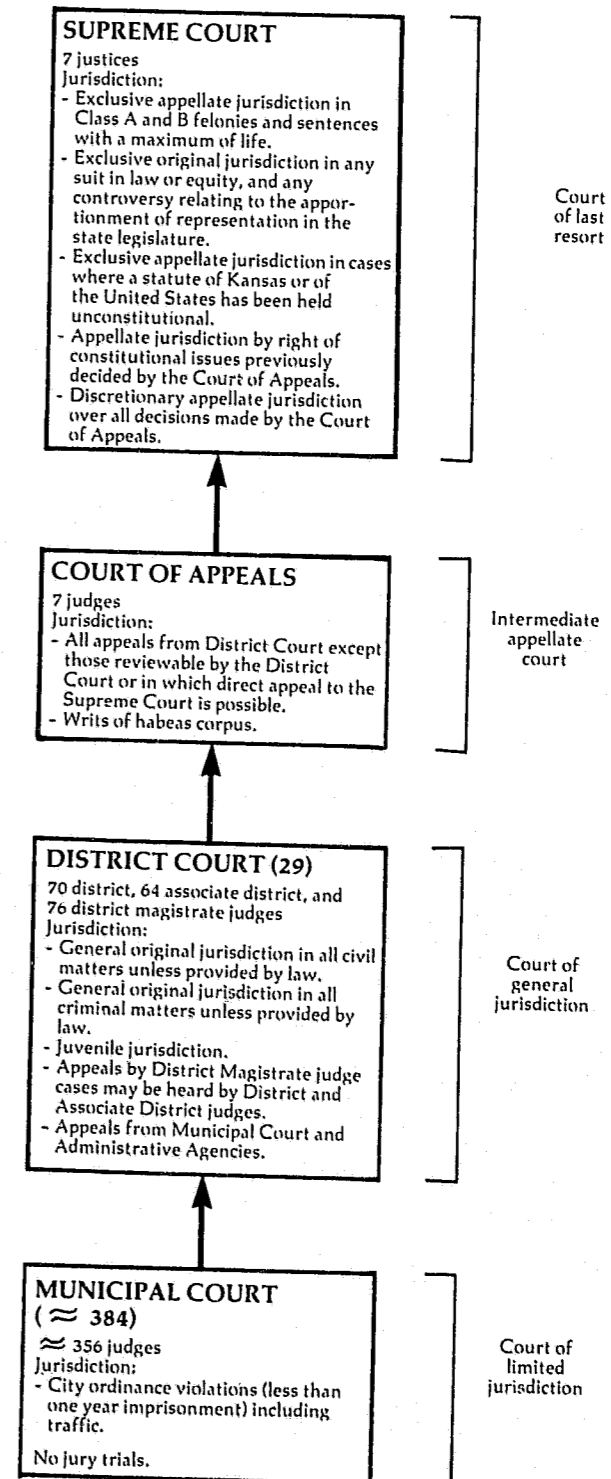 SUPREME COURT
7 justices
Jurisdiction:
- Exclusive appellate jurisdiction in
Class A and B felonies and sentences
with a maximum of life.
- Exclusive original jurisdiction in any
suit in law or equity, and any
controversy relating to the appor-
tionment of representation in the
state legislature.
- Exclusive appellate jurisdiction in cases
where a statute of Kansas or of
the United States has been held
unconstitutional.
- Appellate jurisdiction by right of
constitutional issues previously
decided by the Court of Appeals.
- Discretionary appellate jurisdiction
over all decisions made by the Court
of Appeals.
Court
of last
resort
COURT OF APPEALS
7 judges
Jurisdiction:
- All appeals from District Court except
those reviewable by the District
Court or in which direct appeal to the
Supreme Court is possible.
- Writs of habeas corpus.
Intermediate
appellate
court
DISTRICT COURT (29)
70 district, 64 associate district, and
76 district magistrate judges
Jurisdiction:
- General original jurisdiction in all civil
matters unless provided by law.
- General original jurisdiction in all
criminal matters unless provided by
law.
- Juvenile jurisdiction.
- Appeals by District Magistrate judge
cases may be heard by District and
Associate District judges.
- Appeals from Municipal Court and
Administrative Agencies.
Court of
general
jurisdiction
MUNICIPAL COURT
(≈ 384)
≈ 356 judges
Jurisdiction:
- City ordinance violations (less than
one year imprisonment) including
traffic.
No jury trials.
Court of
limited
jurisdiction